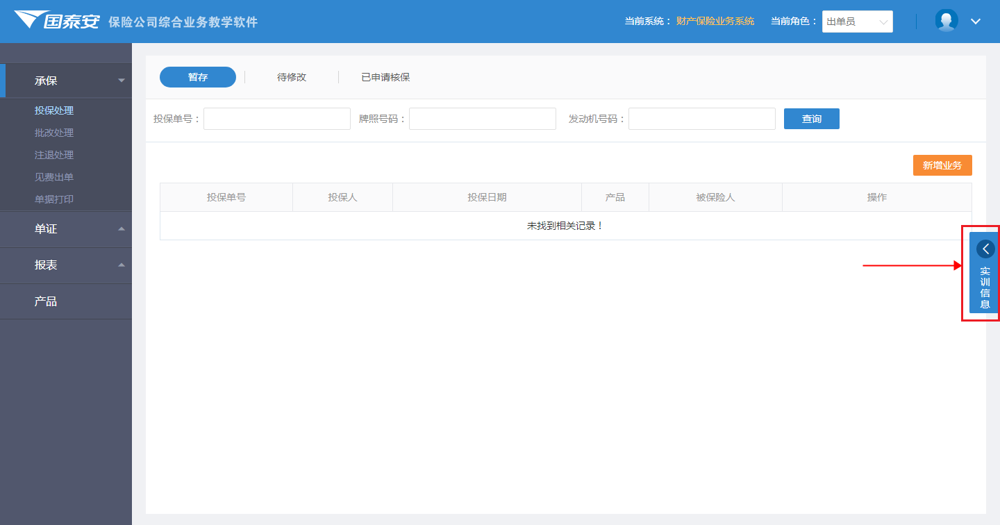 国泰安 保险公司综合业务教学软件 当前系统： 财产保险业务系统 当前角色： 出单员
承保
投保处理
批改处理
注退处理
见费出单
单据打印
单证
报表
产品
暂存 待修改 已申请核保
投保单号： 牌照号码： 发动机号码： 查询
新增业务
投保单号 投保人 投保日期 产品 被保险人 操作
未找到相关记录！
实训信息